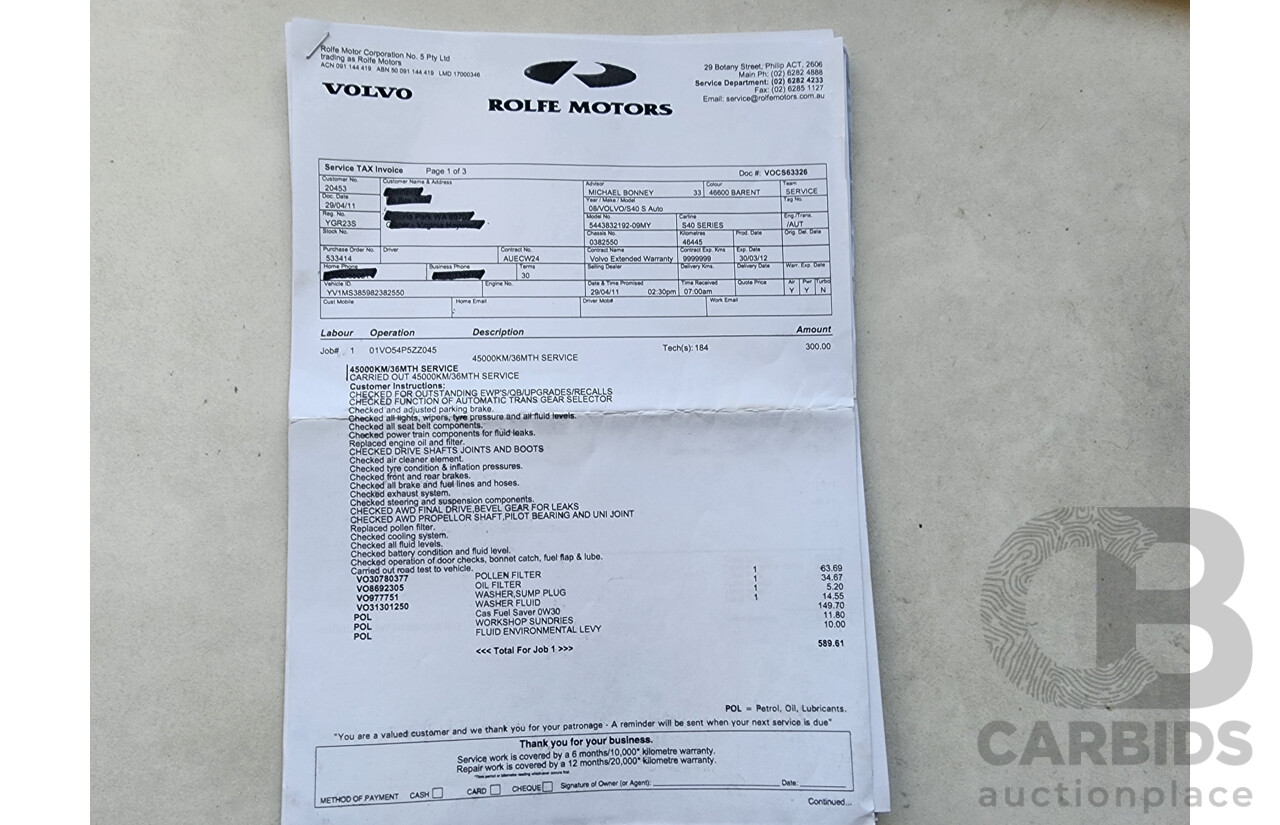 Rolfe Motor Corporation No. 5 Pty Ltd
trading as Rolfe Motors
ACN 091 144 419 ABN 50 091 144 419 LMD 17000346
VOLVO
ROLFE MOTORS
29 Botany Street, Philip ACT, 2606
Main Ph: (02) 6282 4888
Service Department: (02) 6282 4233
Fax: (02) 6285 1127
Email: service@rolfemotors.com.au
Service TAX Invoice Page 1 of 3 Doc #: VOCS63326
Customer No. Customer Name & Address Advisor Colour Team
20453 MICHAEL BONNEY 33 46600 BARENT SERVICE
Doc. Date Year / Make / Model Tag No.
29/04/11 08/VOLVO/S40 S Auto
Reg. No. Model No. Carline Eng./Trans.
YGR23S 5443832192-09MY S40 SERIES /AUT
Stock No. Chassis No. Kilometres Prod. Date Orig. Del. Date
0382550 46445
Purchase Order No. Driver Contract No. Contract Name Contract Exp. Kms Exp. Date
533414 AUECW24 Volvo Extended Warranty 9999999 30/03/12
Home Phone Business Phone Terms Selling Dealer Delivery Kms. Delivery Date Warr. Exp. Date
30
Vehicle ID. Engine No. Date & Time Promised Time Received Quote Price Air Pwr Turbo
YV1MS385982382550 29/04/11 02:30pm 07:00am Y Y N
Cust Mobile Home Email Driver Mob# Work Email
Labour Operation Description Amount
Job# 1 01VO54P5ZZ045 45000KM/36MTH SERVICE Tech(s): 184 300.00
45000KM/36MTH SERVICE
CARRIED OUT 45000KM/36MTH SERVICE
Customer Instructions:
CHECKED FOR OUTSTANDING EWP'S/QB/UPGRADES/RECALLS
CHECKED FUNCTION OF AUTOMATIC TRANS GEAR SELECTOR
Checked and adjusted parking brake.
Checked all lights, wipers, tyre pressure and all fluid levels.
Checked all seat belt components.
Checked power train components for fluid leaks.
Replaced engine oil and filter.
CHECKED DRIVE SHAFTS JOINTS AND BOOTS
Checked air cleaner element.
Checked tyre condition & inflation pressures.
Checked front and rear brakes.
Checked all brake and fuel lines and hoses.
Checked exhaust system.
Checked steering and suspension components.
CHECKED AWD FINAL DRIVE,BEVEL GEAR FOR LEAKS
CHECKED AWD PROPELLOR SHAFT,PILOT BEARING AND UNI JOINT
Replaced pollen filter.
Checked cooling system.
Checked all fluid levels.
Checked battery condition and fluid level.
Checked operation of door checks, bonnet catch, fuel flap & lube.
Carried out road test to vehicle.
VO30780377 POLLEN FILTER 1 63.69
VO8692305 OIL FILTER 1 34.67
VO977751 WASHER,SUMP PLUG 1 5.20
VO31301250 WASHER FLUID 1 14.55
POL Cas Fuel Saver 0W30 149.70
POL WORKSHOP SUNDRIES 11.80
POL FLUID ENVIRONMENTAL LEVY 10.00
<<< Total For Job 1 >>> 589.61
POL = Petrol, Oil, Lubricants.
"You are a valued customer and we thank you for your patronage - A reminder will be sent when your next service is due"
Thank you for your business.
Service work is covered by a 6 months/10,000* kilometre warranty.
Repair work is covered by a 12 months/20,000* kilometre warranty.
METHOD OF PAYMENT CASH CARD CHEQUE Signature of Owner (or Agent): Date:
Continued...
CB
CARBIDS
auctionplace